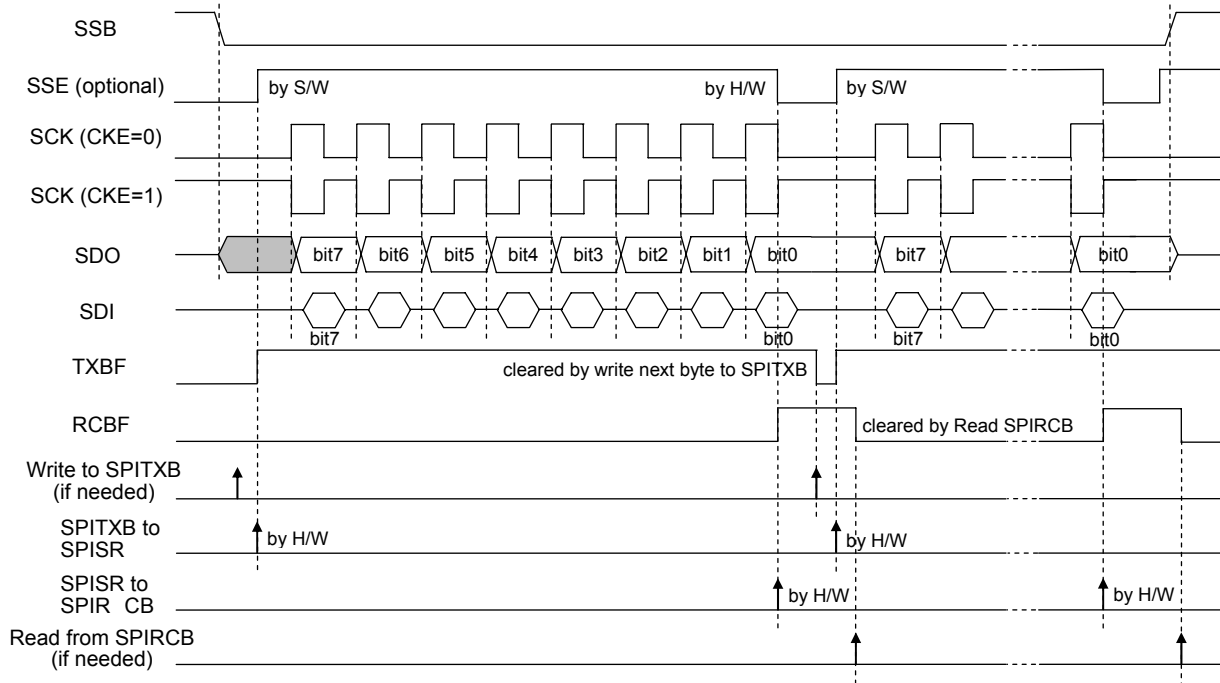 SSB
SSE (optional)
by S/W
by H/W
by S/W
SCK (CKE=0)
SCK (CKE=1)
SDO
bit7
bit6
bit5
bit4
bit3
bit2
bit1
bit0
bit7
bit0
SDI
bit7
bit0
bit7
bit0
TXBF
cleared by write next byte to SPITXB
RCBF
cleared by Read SPIRCB
Write to SPITXB
(if needed)
SPITXB to
SPISR
by H/W
by H/W
SPISR to
SPIR CB
by H/W
by H/W
Read from SPIRCB
(if needed)